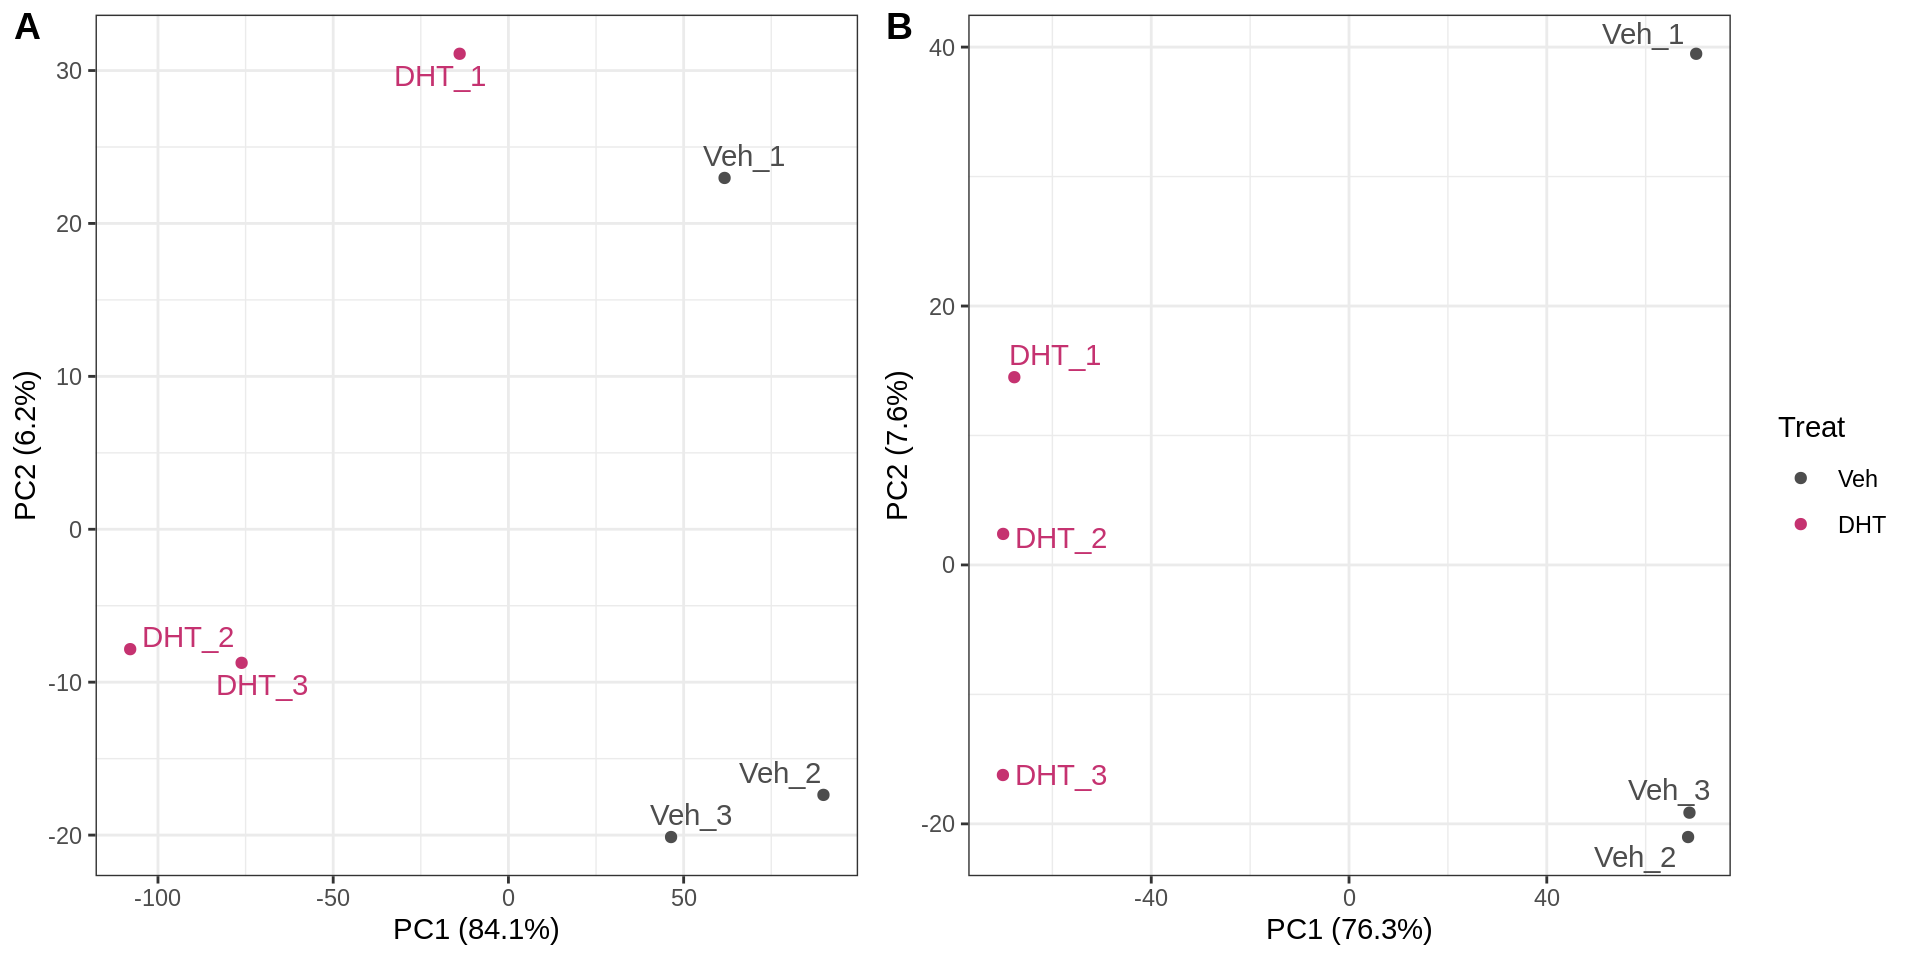 A
30
20
10
0
-10
-20
PC2 (6.2%)
DHT_1
Veh_1
DHT_2
DHT_3
Veh_2
Veh_3
-100
-50
0
50
PC1 (84.1%)
B
40
20
0
-20
PC2 (7.6%)
Veh_1
DHT_1
DHT_2
DHT_3
Veh_3
Veh_2
-40
0
40
PC1 (76.3%)
Treat
Veh
DHT